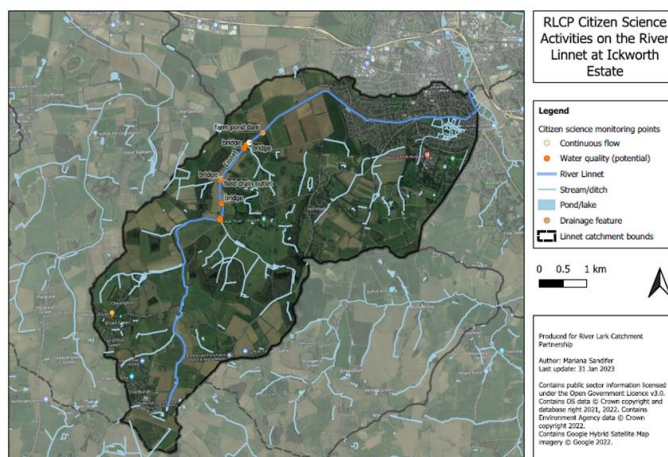 RLCP Citizen Science
Activities on the River
Linnet at Ickworth
Estate
Legend
Citizen science monitoring points
Continuous flow
Water quality (potential)
River Linnet
Stream/ditch
Pond/lake
Drainage feature
Linnet catchment bounds
0 0.5 1 km
Produced for River Lark Catchment
Partnership
Author: Mariana Sandifer
Last update: 31 Jan 2023
Contains public sector information licensed
under the Open Government Licence v3.0.
Contains OS data © Crown copyright and
database right 2021, 2022. Contains
Environment Agency data © Crown
copyright 2022.
Contains Google Hybrid Satellite Map
imagery © Google 2022.
farm pond dam
bridge
bridge
Linnet
bridge
field drain outlet
bridge